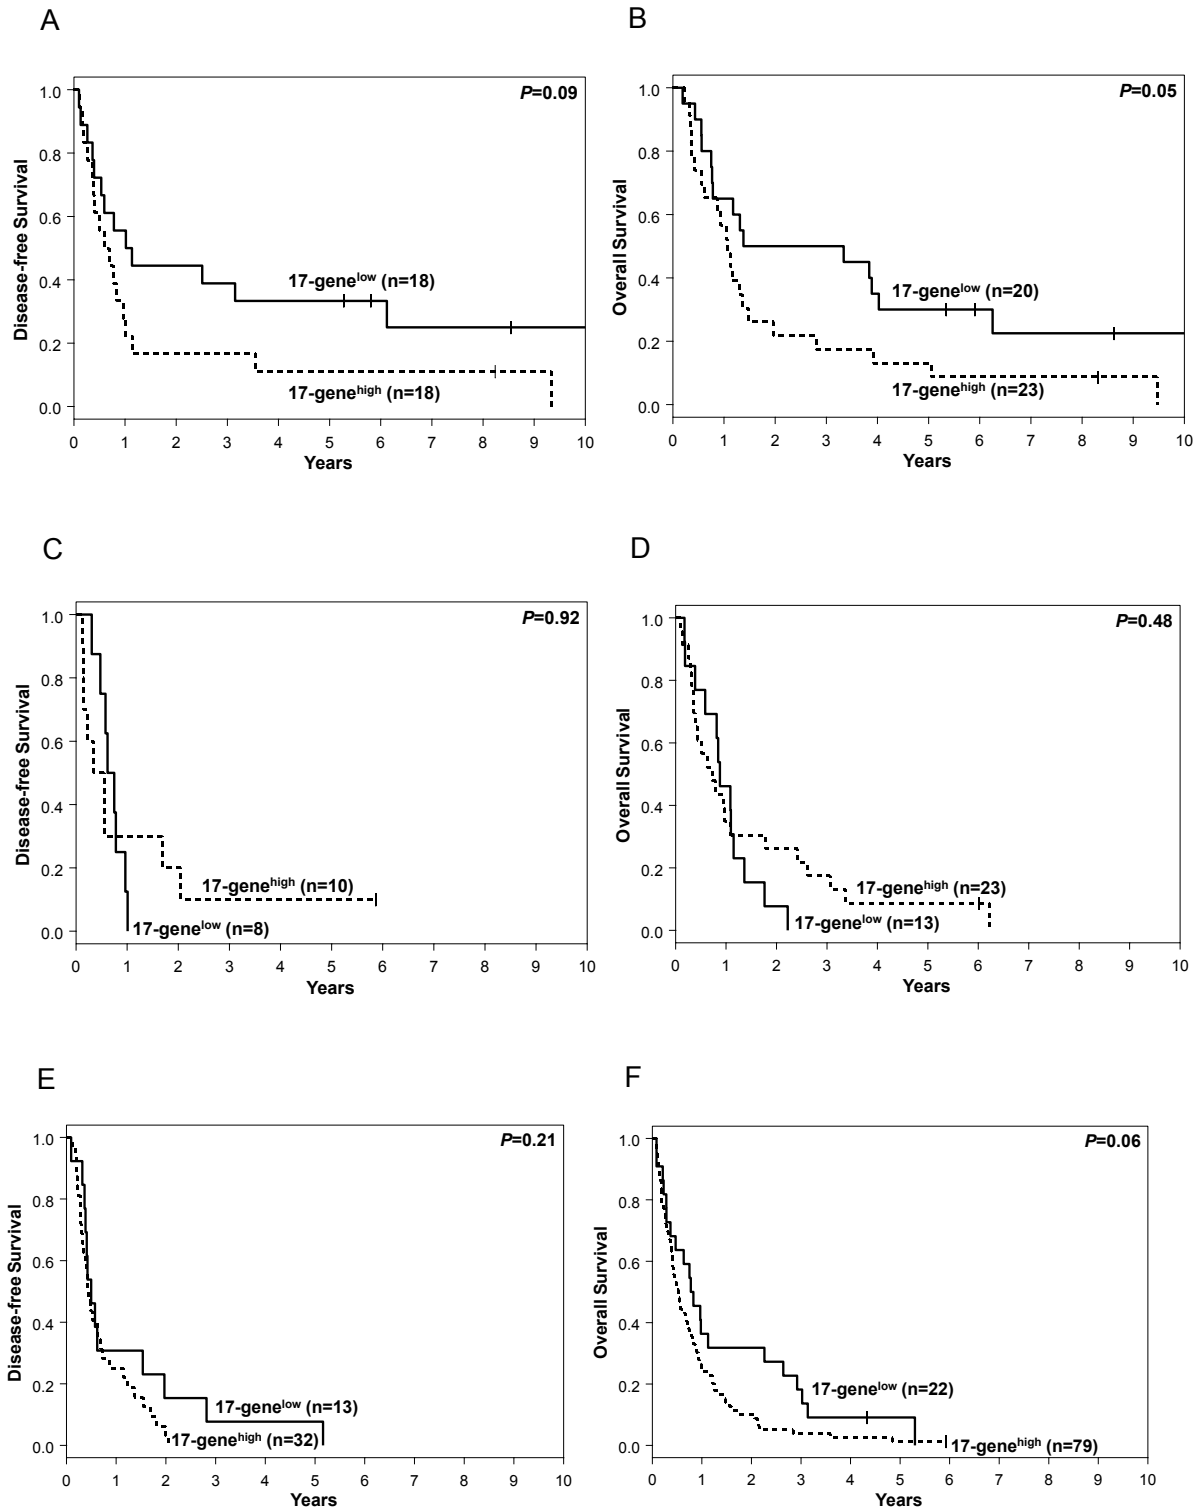 A
P=0.09
Disease-free Survival
1.0
0.8
0.6
0.4
0.2
0.0
17-genelow (n=18)
17-genehigh (n=18)
0 1 2 3 4 5 6 7 8 9 10
Years
B
P=0.05
Overall Survival
1.0
0.8
0.6
0.4
0.2
0.0
17-genelow (n=20)
17-genehigh (n=23)
0 1 2 3 4 5 6 7 8 9 10
Years
C
P=0.92
Disease-free Survival
1.0
0.8
0.6
0.4
0.2
0.0
17-genehigh (n=10)
17-genelow (n=8)
0 1 2 3 4 5 6 7 8 9 10
Years
D
P=0.48
Overall Survival
1.0
0.8
0.6
0.4
0.2
0.0
17-genehigh (n=23)
17-genelow (n=13)
0 1 2 3 4 5 6 7 8 9 10
Years
E
P=0.21
Disease-free Survival
1.0
0.8
0.6
0.4
0.2
0.0
17-genelow (n=13)
17-genehigh (n=32)
0 1 2 3 4 5 6 7 8 9 10
Years
F
P=0.06
Overall Survival
1.0
0.8
0.6
0.4
0.2
0.0
17-genelow (n=22)
17-genehigh (n=79)
0 1 2 3 4 5 6 7 8 9 10
Years